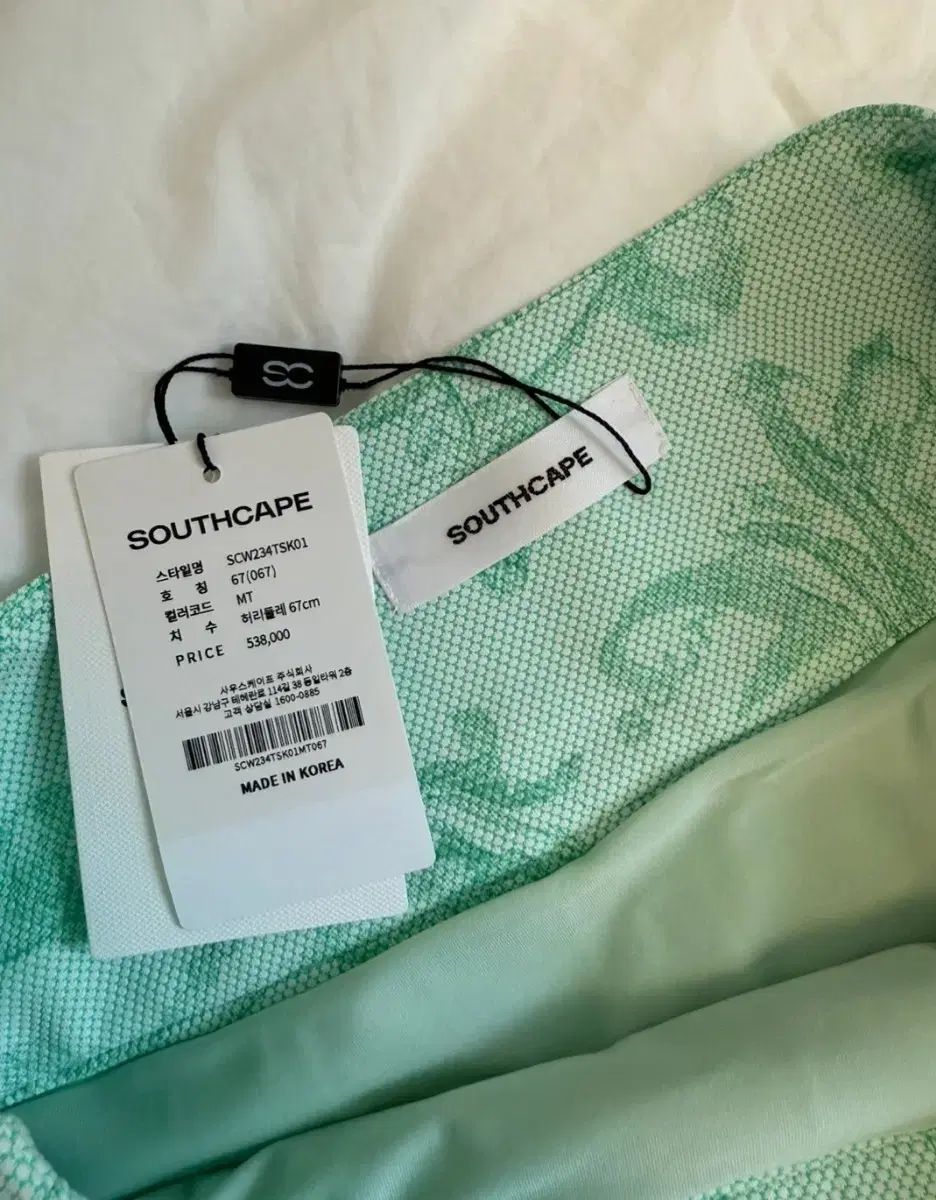 SC
SOUTHCAPE
SOUTHCAPE
스타일명 SCW234TSK01
호 칭 67(067)
컬러코드 MT
치 수 허리둘레 67cm
PRICE 538,000
사우스케이프 주식회사
서울시 강남구 테헤란로 114길 38 동일타워 2층
고객 상담실 1600-0885
SCW234TSK01MT067
MADE IN KOREA